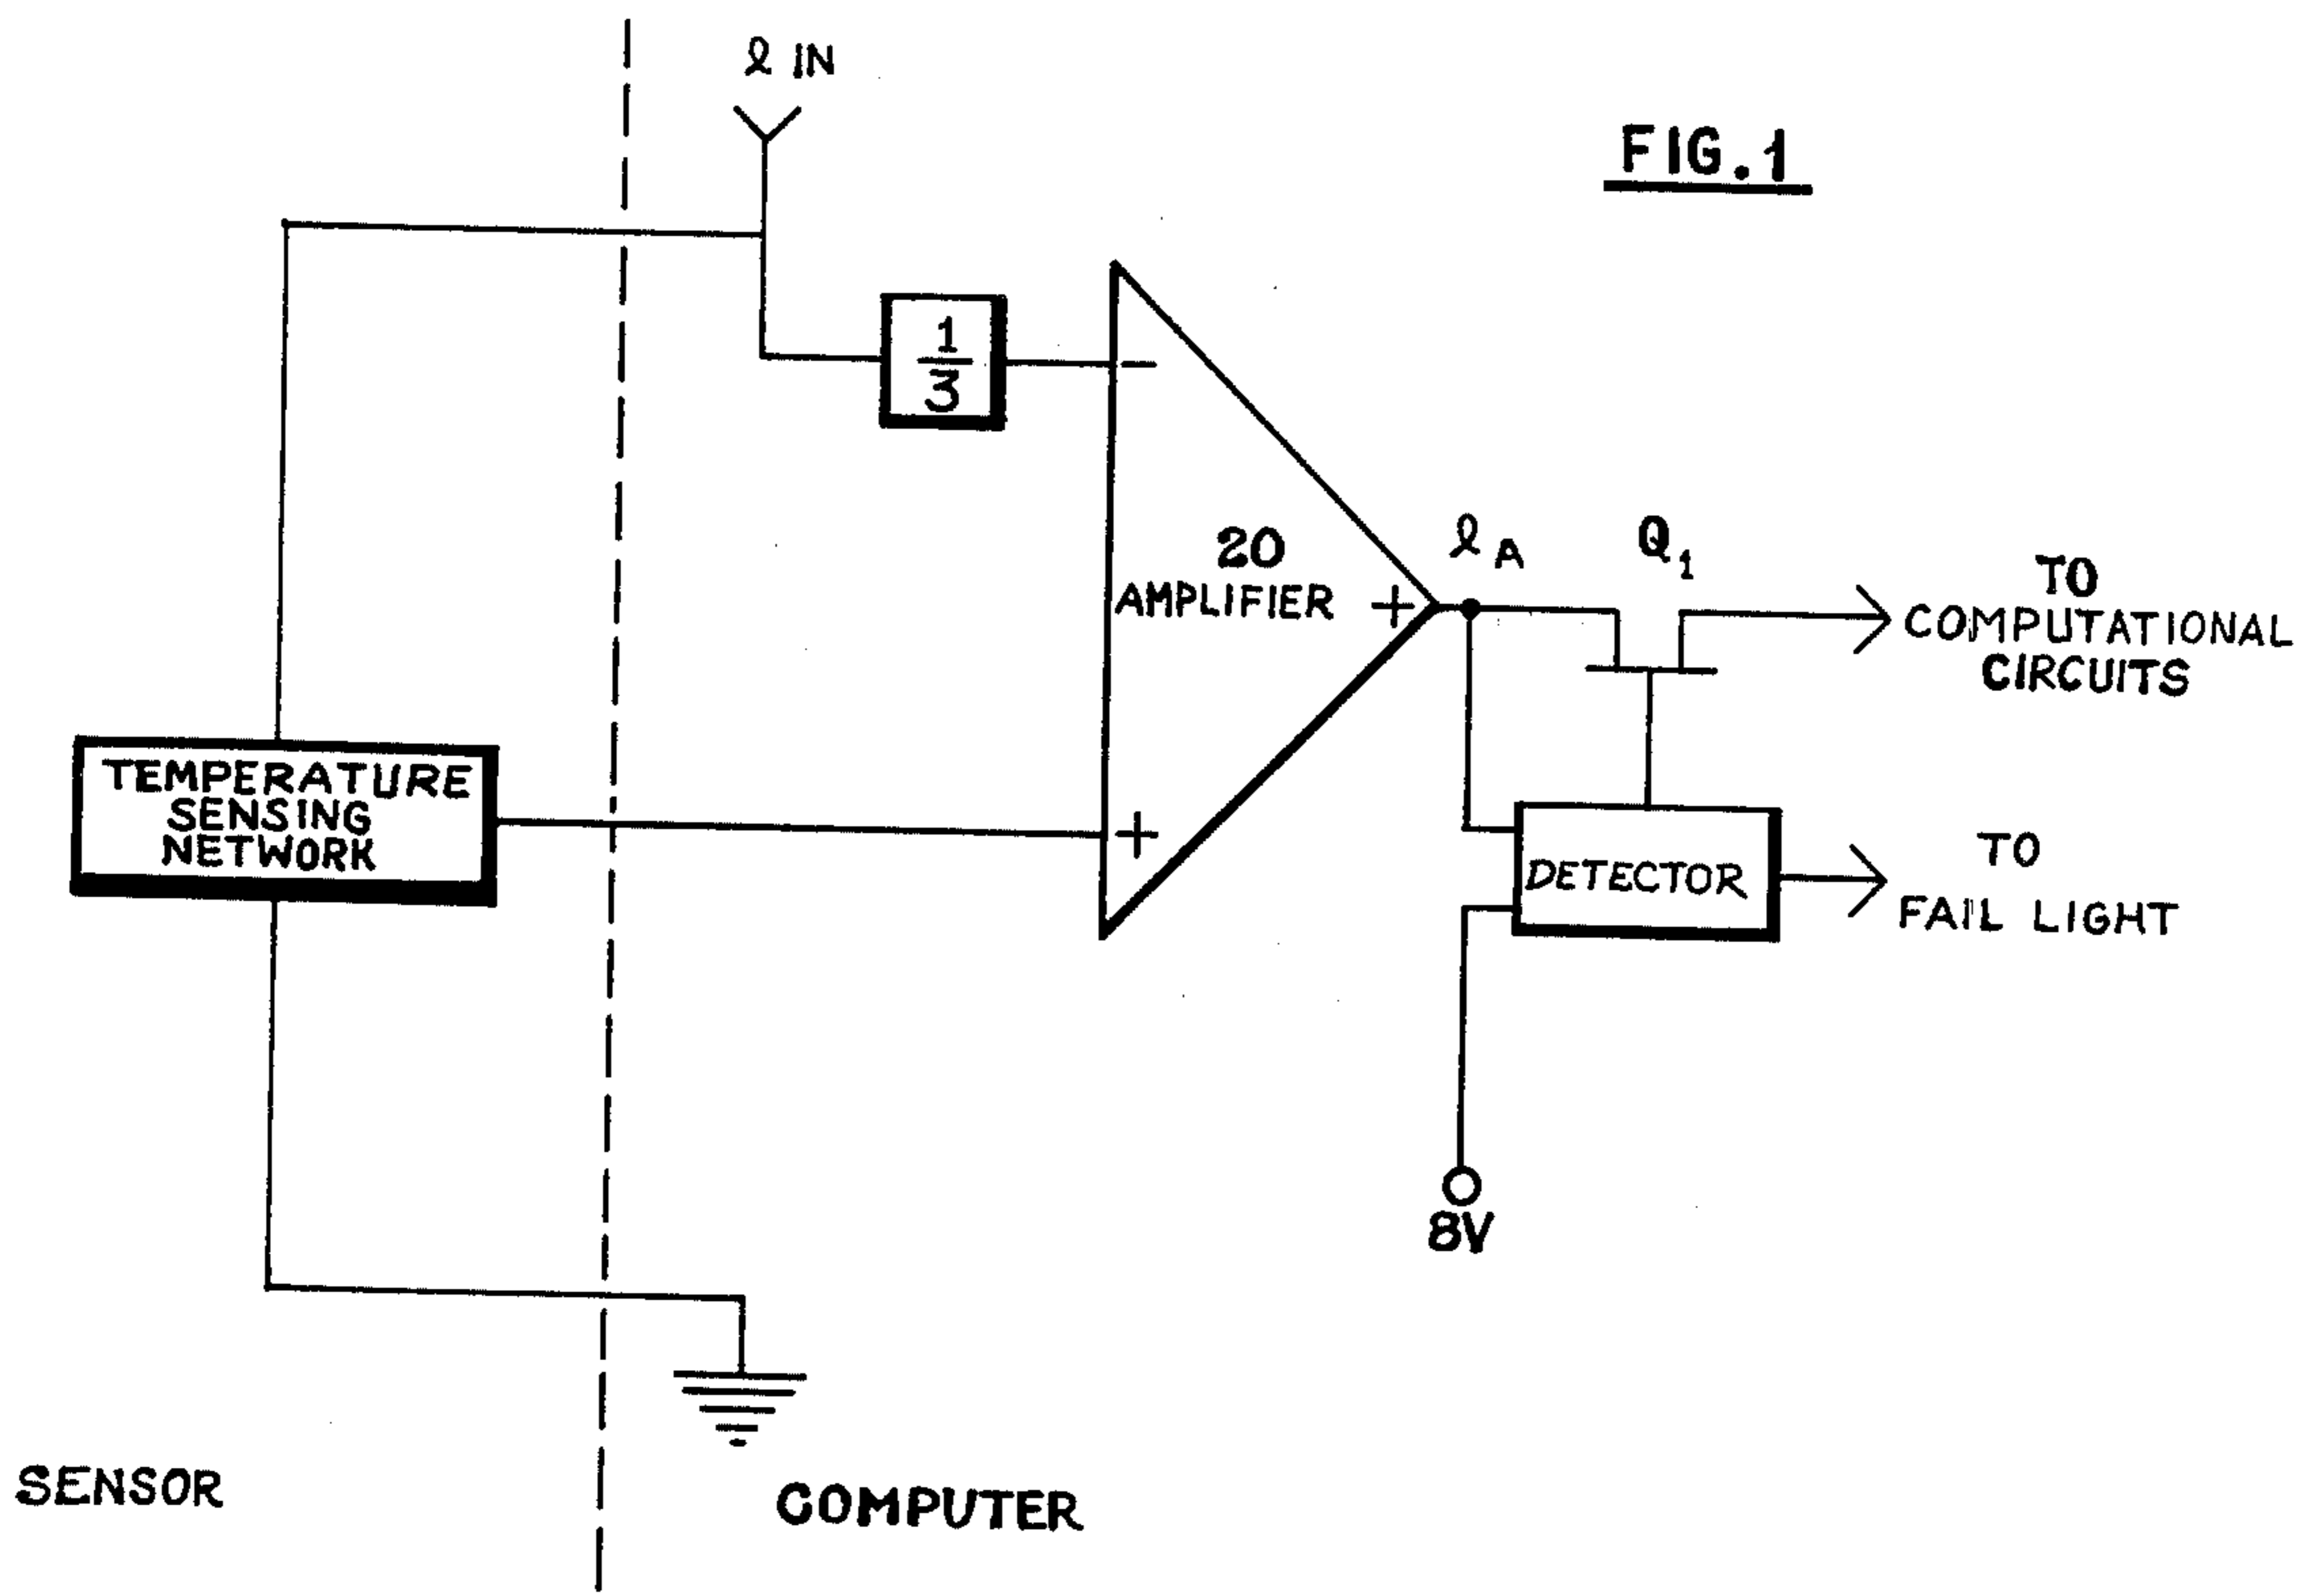 ℓ IN
FIG.1
1
3
20
AMPLIFIER
ℓ A
Q1
TO
COMPUTATIONAL
CIRCUITS
TEMPERATURE
SENSING
NETWORK
DETECTOR
TO
FAIL LIGHT
8V
SENSOR
COMPUTER